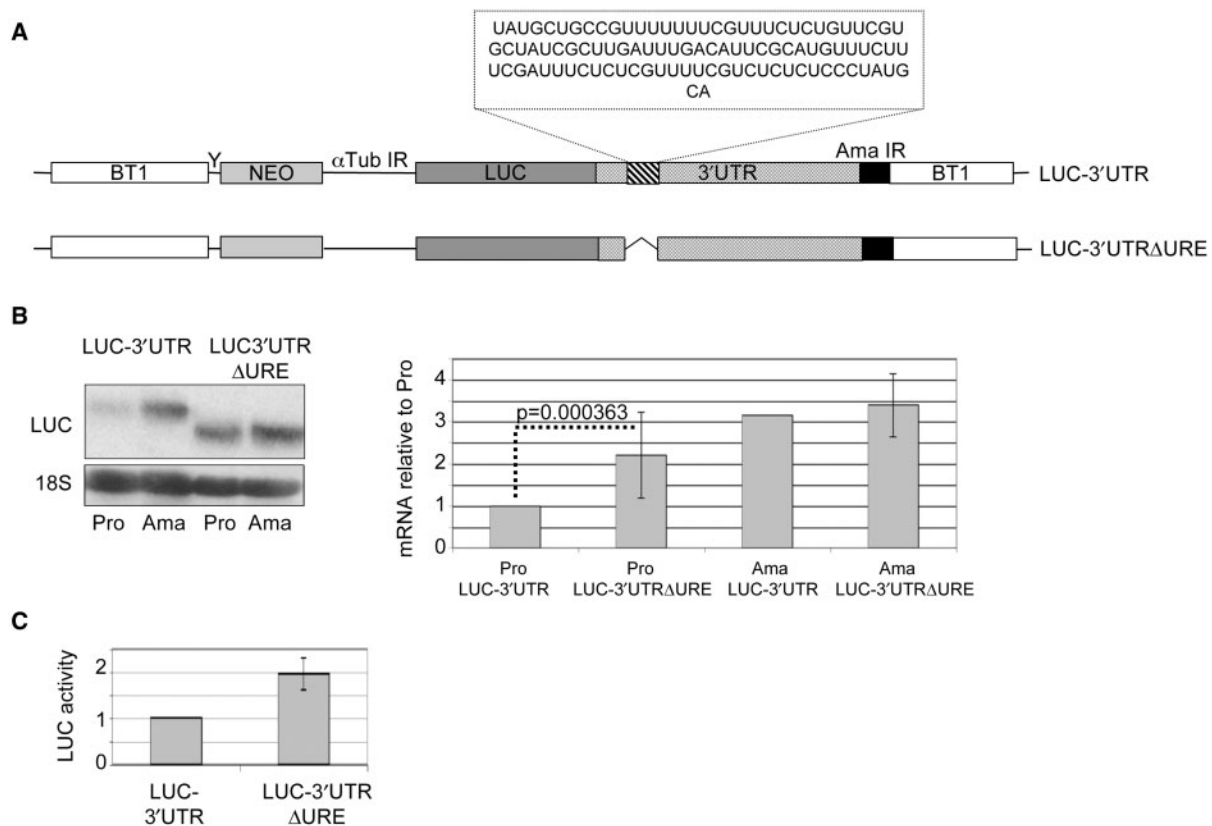 A
UAUGCUGCCGUUUUUUUCGUUUCUCUGUUCGU
GCUAUCGCUUGAUUUGACAUUCGCAUGUUUCUU
UCGAUUUCUCUCGUUUUCGUCUCUCUCCCUAUG
CA
BT1 Y NEO αTub IR LUC 3′UTR Ama IR BT1 LUC-3′UTR
LUC-3′UTRΔURE
B
LUC-3′UTR LUC3′UTR
ΔURE
LUC
18S
Pro Ama Pro Ama
mRNA relative to Pro
4
3
2
1
0
p=0.000363
Pro
LUC-3′UTR
Pro
LUC-3′UTRΔURE
Ama
LUC-3′UTR
Ama
LUC-3′UTRΔURE
C
LUC activity
2
1
0
LUC-
3′UTR
LUC-3′UTR
ΔURE